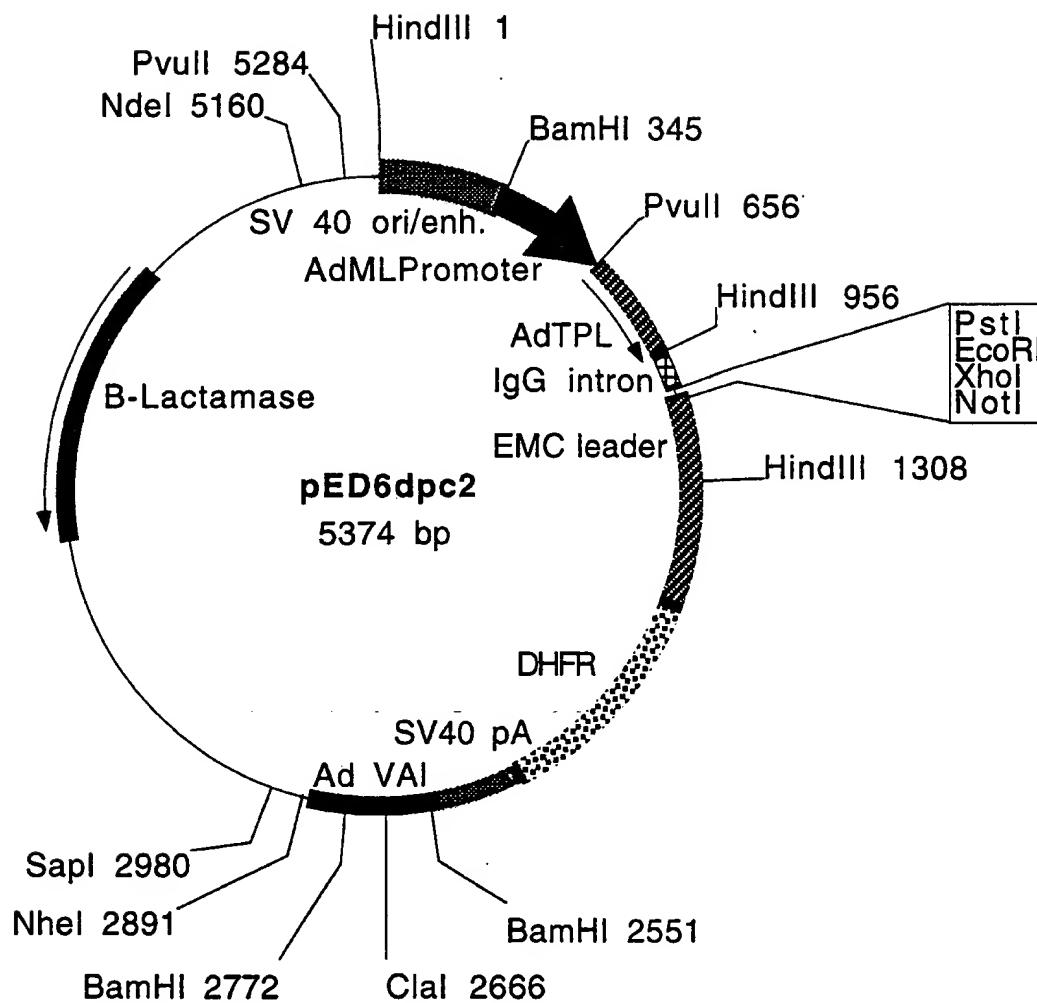 HindIII 1
PvuII 5284
NdeI 5160
BamHI 345
PvuII 656
SV 40 ori/enh.
AdMLPromoter
HindIII 956
AdTPL
IgG intron
PstI
EcoRI
XhoI
NotI
B-Lactamase
EMC leader
HindIII 1308
pED6dpc2
5374 bp
DHFR
SV40 pA
Ad VAI
SapI 2980
NheI 2891
BamHI 2772
ClaI 2666
BamHI 2551